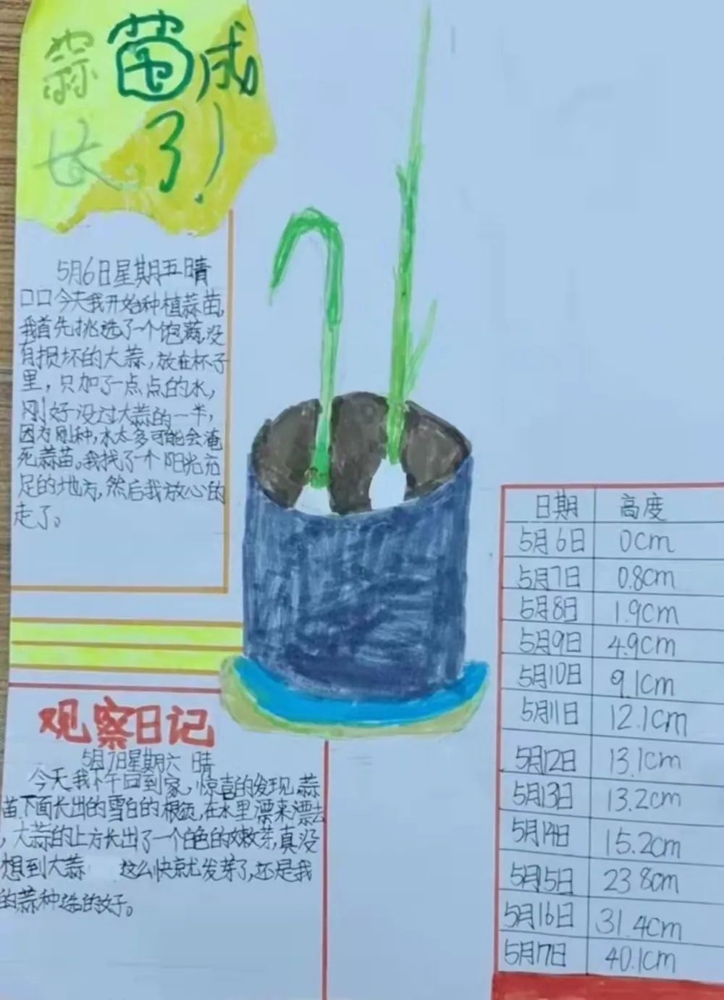 蒜苗成
长了!
5月6日星期五晴
口口今天我开始种植蒜苗,
我首先挑选了一个饱满,没
有损坏的大蒜,放在杯子
里,只加了一点点的水,
刚好没过大蒜的一半,
因为刚种,水太多可能会淹
死蒜苗。我找了个阳光充
足的地方,然后我放心的
走了。
观察日记
5月7日星期六 晴
今天我下午回到家,惊喜的发现蒜
苗下面长出的雪白的根须,在水里漂来漂去
,大蒜的上方长出了一个白色的嫩芽,真没
想到大蒜 这么快就发芽了,还是我
的蒜种选的好。
日期 高度
5月6日 0cm
5月7日 0.8cm
5月8日 1.9cm
5月9日 4.9cm
5月10日 9.1cm
5月11日 12.1cm
5月12日 13.1cm
5月13日 13.2cm
5月14日 15.2cm
5月15日 23.8cm
5月16日 31.4cm
5月17日 40.1cm